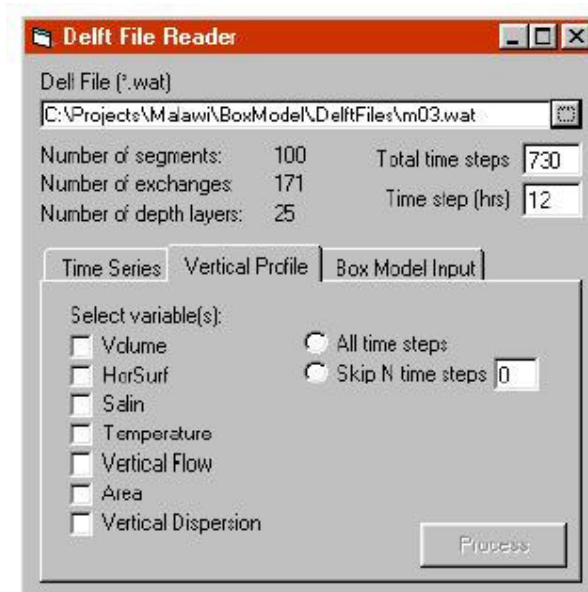 Delft File Reader
Delft File (*.wat)
C:\Projects\Malawi\BoxModel\DelftFiles\m03.wat
Number of segments: 100
Number of exchanges: 171
Number of depth layers: 25
Total time steps 730
Time step (hrs) 12
Time Series Vertical Profile Box Model Input
Select variable(s):
Volume
HorSurf
Salin
Temperature
Vertical Flow
Area
Vertical Dispersion
All time steps
Skip N time steps 0
Process